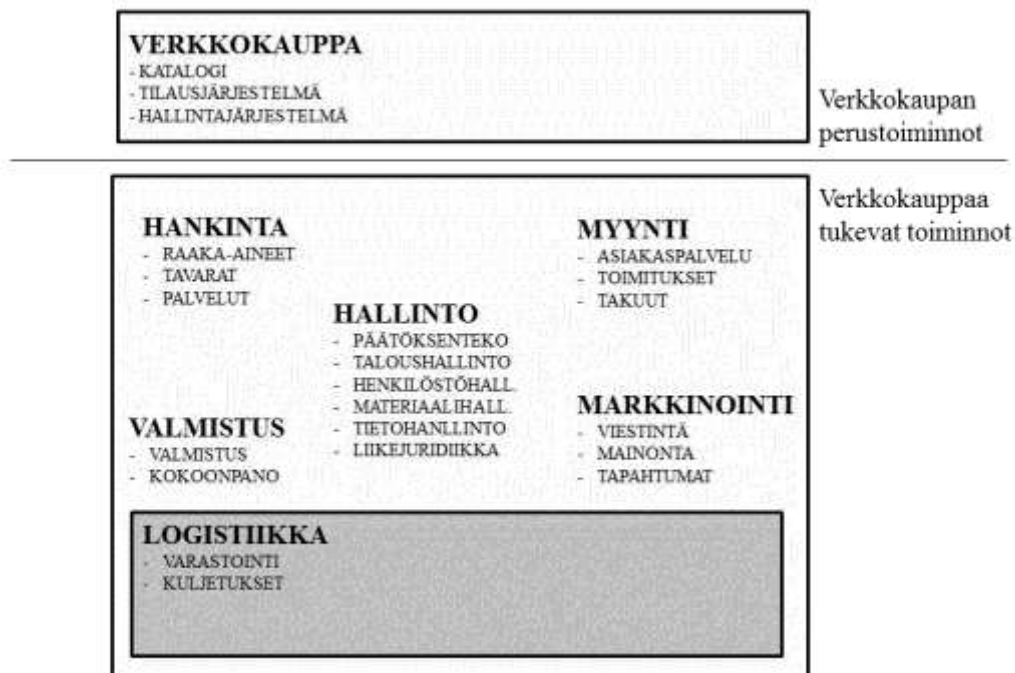 VERKKOKAUPPA
- KATALOGI
- TILAUSJÄRJESTELMÄ
- HALLINTAJÄRJESTELMÄ
Verkkokaupan
perustoiminnot
Verkkokauppaa
tukevat toiminnot
HANKINTA
- RAAKA-AINEET
- TAVARAT
- PALVELUT
MYYNTI
- ASIAKASPALVELU
- TOIMITUKSET
- TAKUUT
HALLINTO
- PÄÄTÖKSENTEKO
- TALOUSHALLINTO
- HENKILÖSTÖHALL.
- MATERIAALIHALL.
- TIETOHANLLINTO
- LIIKEJURIDIIKKA
VALMISTUS
- VALMISTUS
- KOKOONPANO
MARKKINOINTI
- VIESTINTÄ
- MAINONTA
- TAPAHTUMAT
LOGISTIIKKA
- VARASTOINTI
- KULJETUKSET